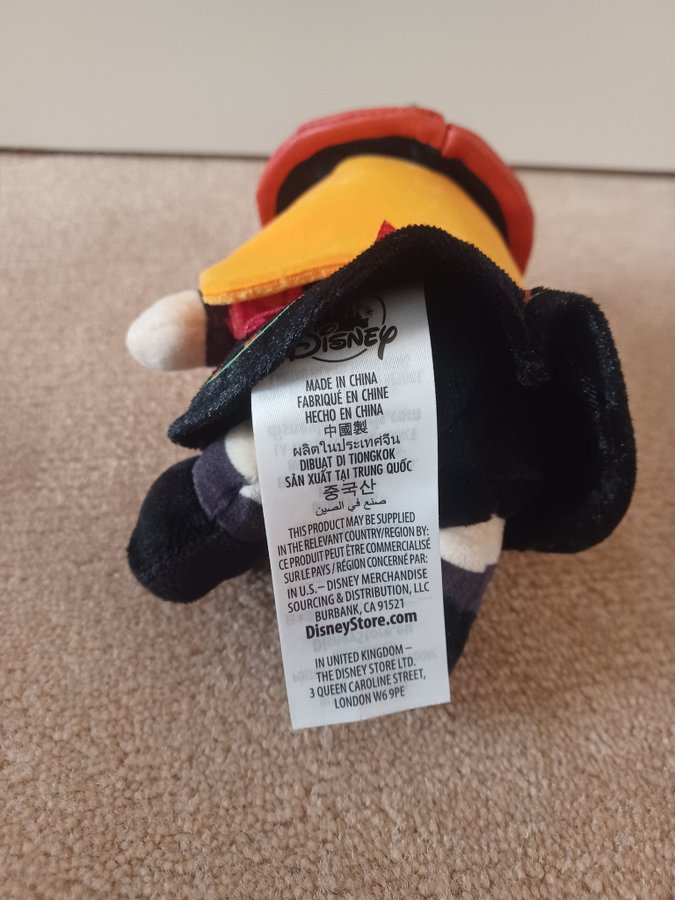 Disney
MADE IN CHINA
FABRIQUÉ EN CHINE
HECHO EN CHINA
中國製
ผลิตในประเทศจีน
DIBUAT DI TIONGKOK
SẢN XUẤT TẠI TRUNG QUỐC
중국산
صنع في الصين
THIS PRODUCT MAY BE SUPPLIED
IN THE RELEVANT COUNTRY/REGION BY:
CE PRODUIT PEUT ÊTRE COMMERCIALISÉ
SUR LE PAYS / RÉGION CONCERNÉ PAR:
IN U.S. – DISNEY MERCHANDISE
SOURCING & DISTRIBUTION, LLC
BURBANK, CA 91521
DisneyStore.com
IN UNITED KINGDOM –
THE DISNEY STORE LTD.
3 QUEEN CAROLINE STREET,
LONDON W6 9PE